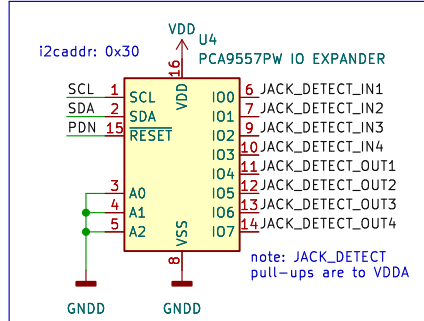 VDD
i2caddr: 0x30
U4
PCA9557PW IO EXPANDER
16
VDD
SCL 1 SCL IO0 6 JACK_DETECT_IN1
SDA 2 SDA IO1 7 JACK_DETECT_IN2
PDN 15 RESET IO2 9 JACK_DETECT_IN3
IO3 10 JACK_DETECT_IN4
IO4 11 JACK_DETECT_OUT1
3 A0 IO5 12 JACK_DETECT_OUT2
4 A1 IO6 13 JACK_DETECT_OUT3
5 A2 IO7 14 JACK_DETECT_OUT4
VSS
8
note: JACK_DETECT
pull-ups are to VDDA
GNDD GNDD